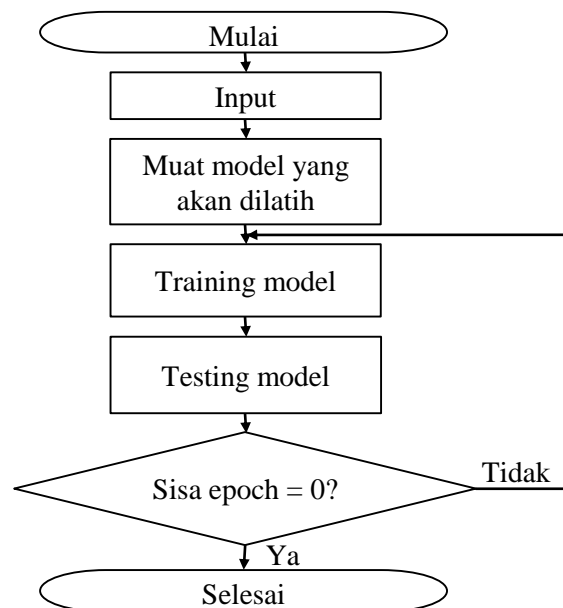 Mulai
Input
Muat model yang
akan dilatih
Training model
Testing model
Sisa epoch = 0?
Tidak
Ya
Selesai